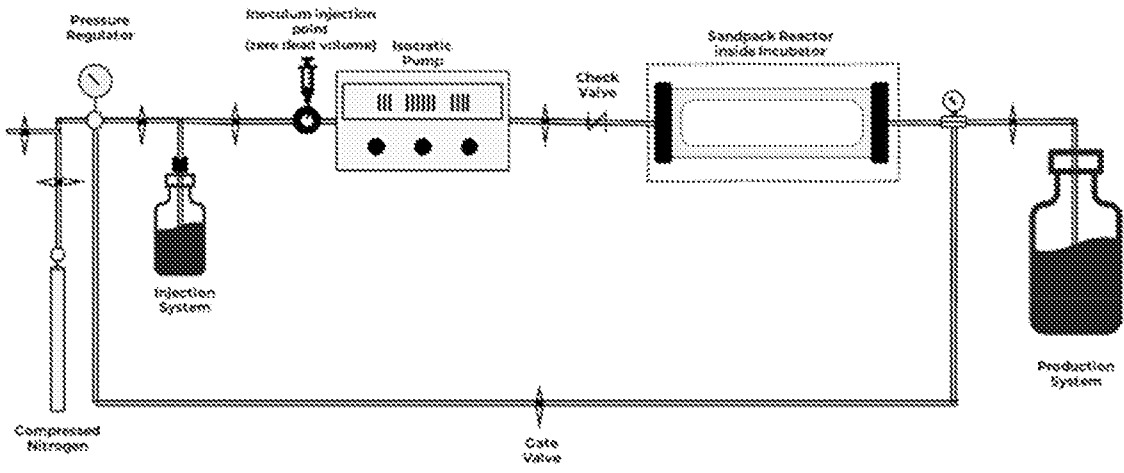 Pressure
Regulator
Inoculum injection
point
(zero dead volume)
Isocratic
Pump
Check
Valve
Sandpack Reactor
inside Incubator
Injection
System
Production
System
Compressed
Nitrogen
Gate
Valve